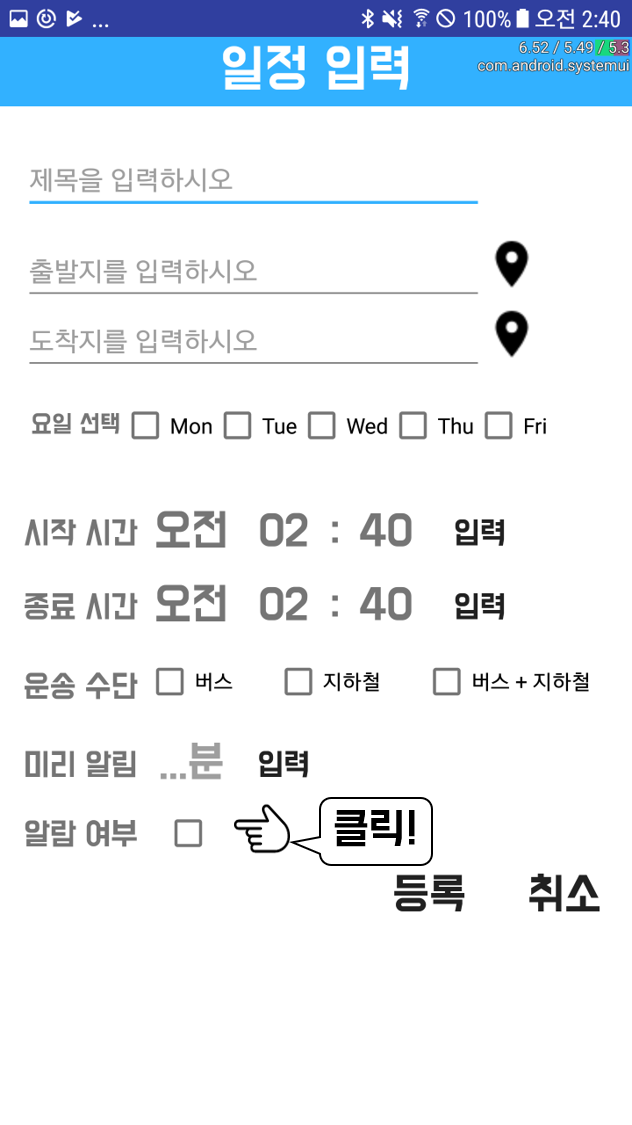 ... 100% 오전 2:40
6.52 / 5.49 / 5.3
com.android.systemui
일정 입력
제목을 입력하시오
출발지를 입력하시오
도착지를 입력하시오
요일 선택 Mon Tue Wed Thu Fri
시작 시간 오전 02 : 40 입력
종료 시간 오전 02 : 40 입력
운송 수단 버스 지하철 버스 + 지하철
미리 알림 ...분 입력
알람 여부 클릭!
등록 취소